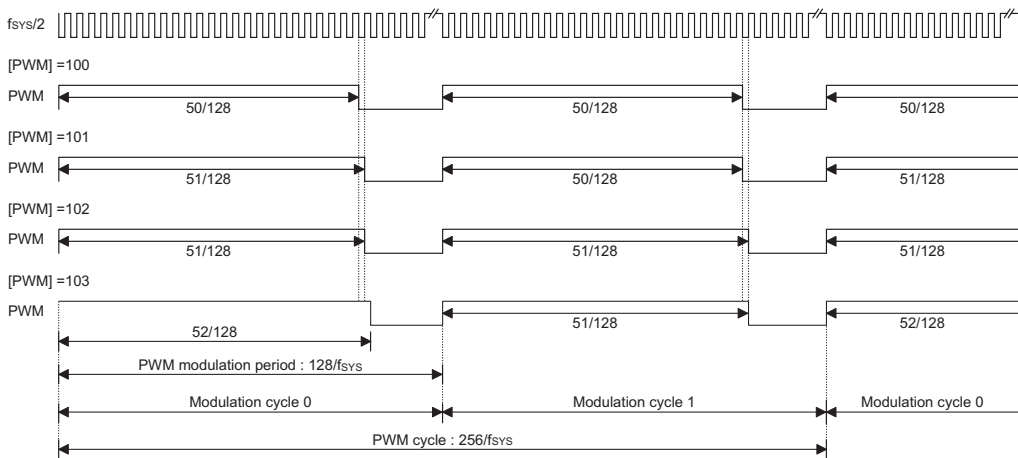 fSYS/2
[PWM] =100
PWM
50/128 50/128 50/128
[PWM] =101
PWM
51/128 50/128 51/128
[PWM] =102
PWM
51/128 51/128 51/128
[PWM] =103
PWM
52/128 51/128 52/128
PWM modulation period : 128/fSYS
Modulation cycle 0 Modulation cycle 1 Modulation cycle 0
PWM cycle : 256/fSYS